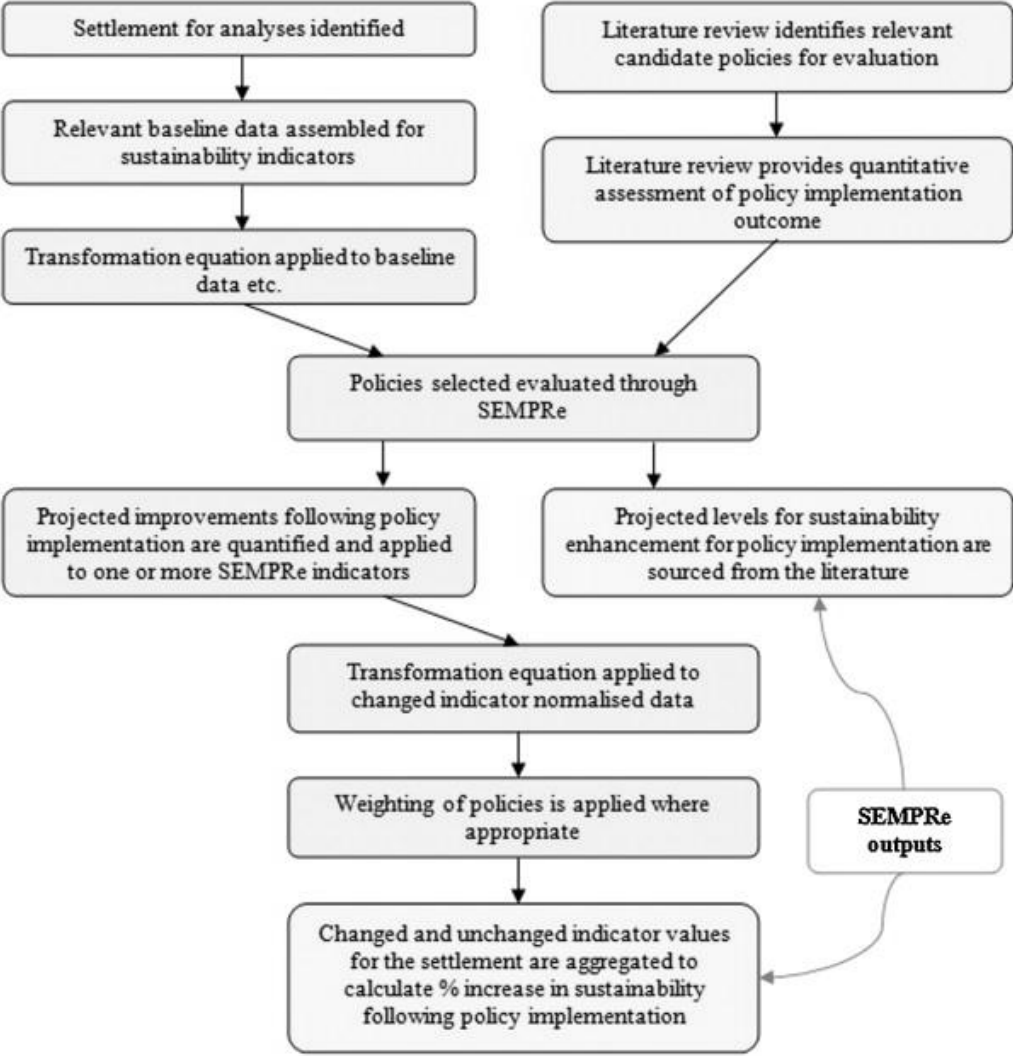 Settlement for analyses identified
Relevant baseline data assembled for
sustainability indicators
Transformation equation applied to baseline
data etc.
Literature review identifies relevant
candidate policies for evaluation
Literature review provides quantitative
assessment of policy implementation
outcome
Policies selected evaluated through
SEMPRe
Projected improvements following policy
implementation are quantified and applied
to one or more SEMPRe indicators
Projected levels for sustainability
enhancement for policy implementation are
sourced from the literature
Transformation equation applied to
changed indicator normalised data
Weighting of policies is applied where
appropriate
SEMPRe
outputs
Changed and unchanged indicator values
for the settlement are aggregated to
calculate % increase in sustainability
following policy implementation